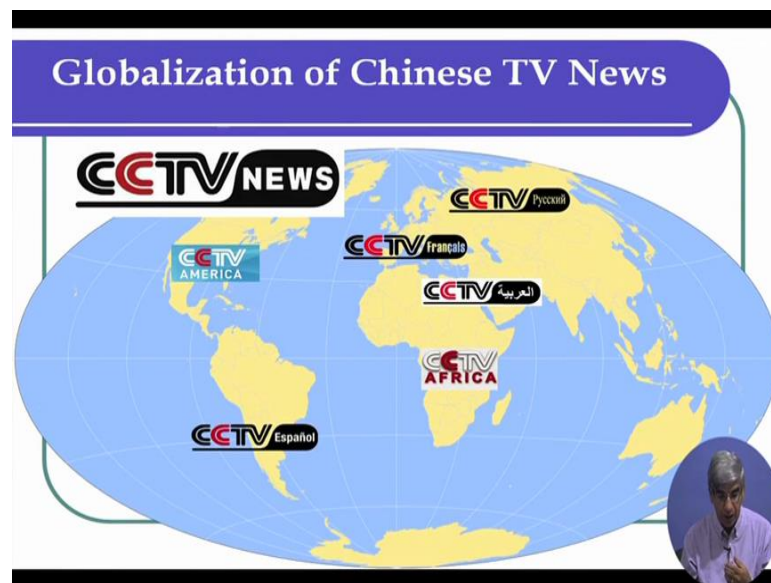 Globalization of Chinese TV News
CCTV NEWS
CCTV Русский
CCTV Français
CCTV AMERICA
CCTV العربية
CCTV AFRICA
CCTV Español